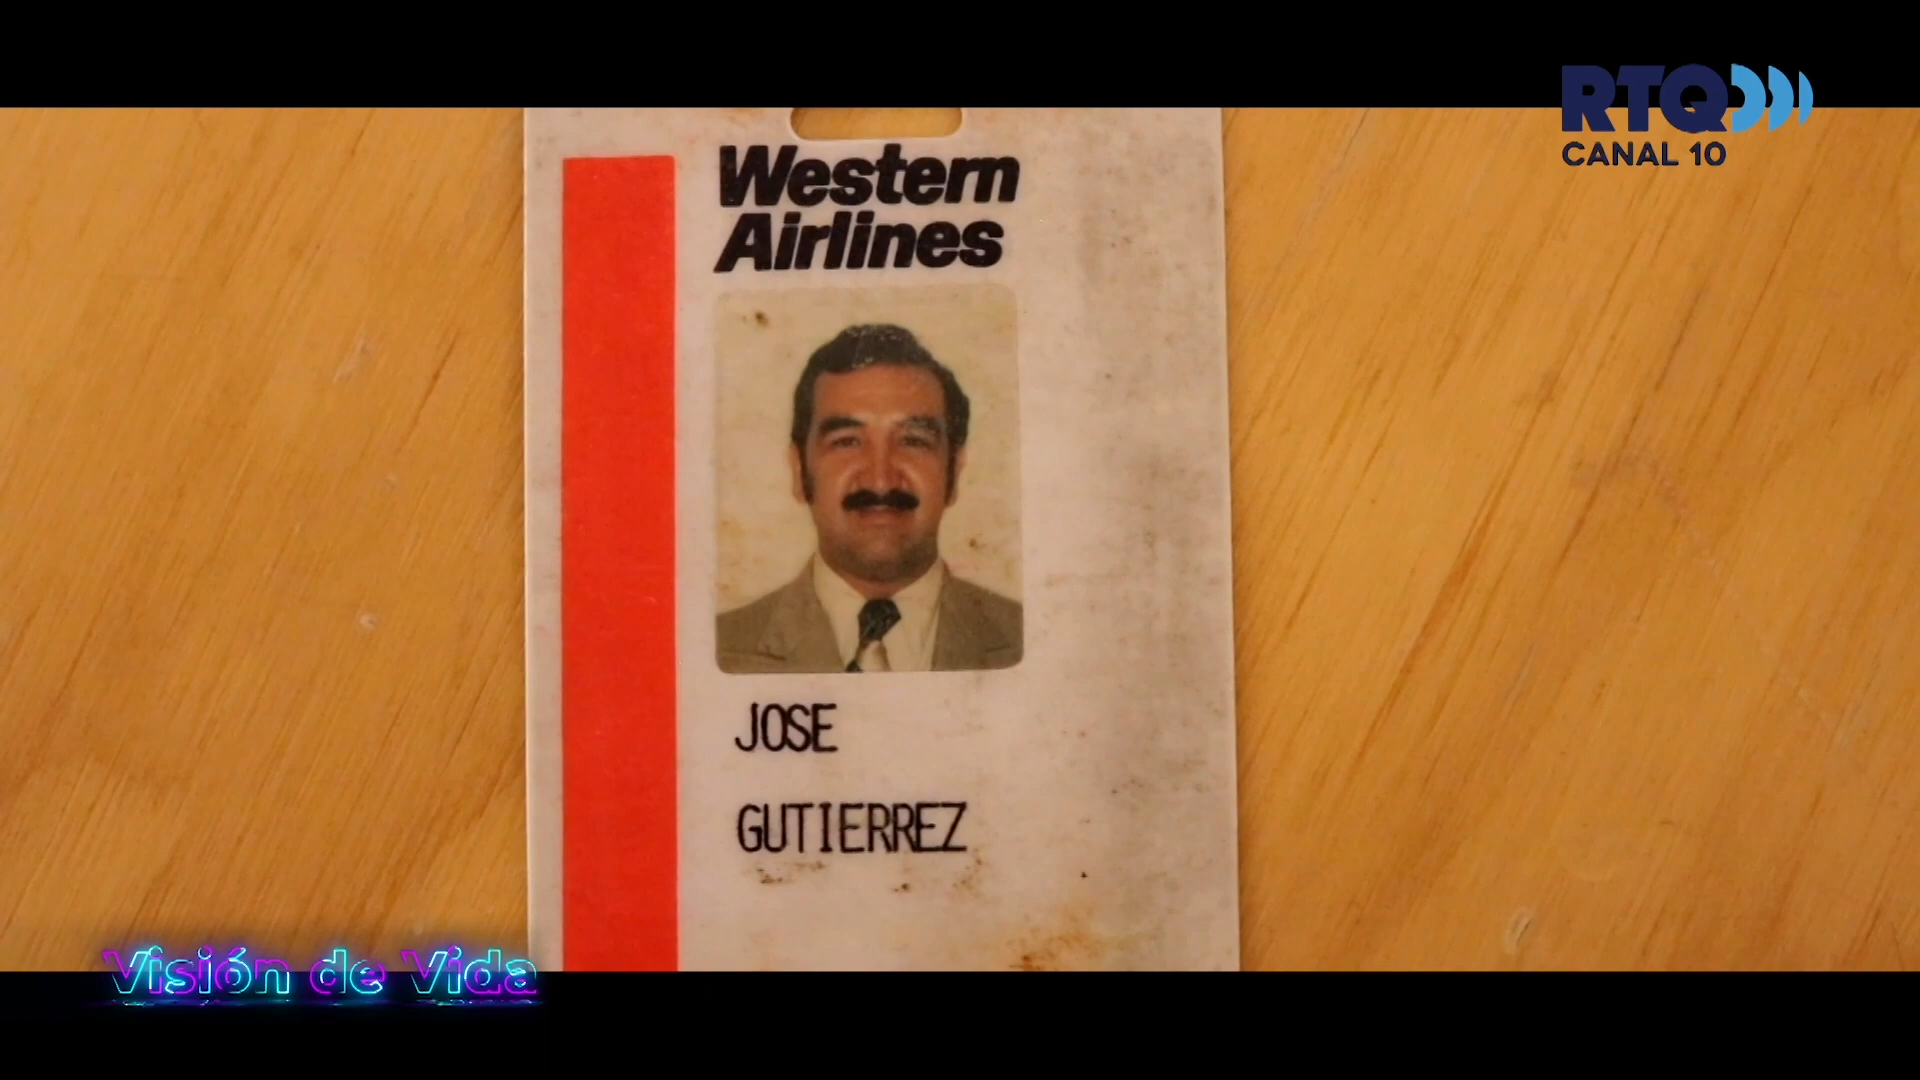 RTQ
CANAL 10
Western
Airlines
JOSE
GUTIERREZ
Visión de Vida